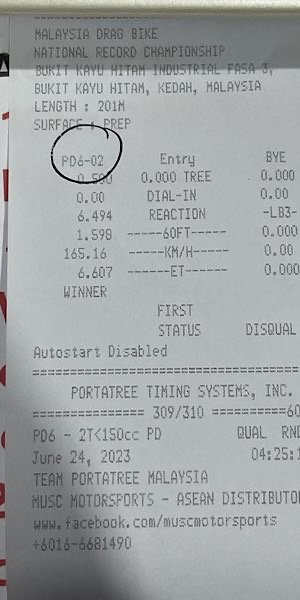 MALAYSIA DRAG BIKE
NATIONAL RECORD CHAMPIONSHIP
BUKIT KAYU HITAM INDUSTRIAL FASA 3,
BUKIT KAYU HITAM, KEDAH, MALAYSIA
LENGTH : 201M
SURFACE : PREP
PD6-02 Entry BYE
0.500 0.000 TREE 0.000
0.00 DIAL-IN 0.00
6.494 REACTION -LB3-
1.598 -----60FT----- 0.000
165.16 -----KM/H----- 0.00
6.607 ------ET------ 0.000
WINNER
FIRST
STATUS DISQUAL
Autostart Disabled
======================================
PORTATREE TIMING SYSTEMS, INC.
============== 309/310 ==========60
PD6 - 2T<150cc PD QUAL RND
June 24, 2023 04:25:1
TEAM PORTATREE MALAYSIA
MUSC MOTORSPORTS - ASEAN DISTRIBUTO
www.facebook.com/muscmotorsports
+6016-6681490